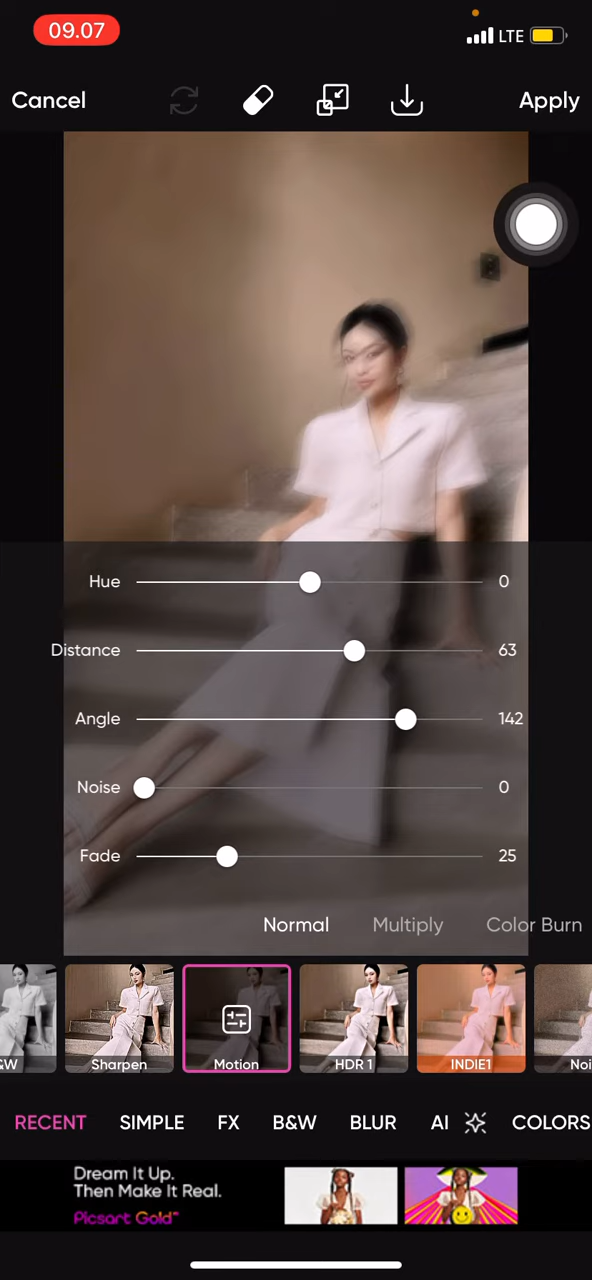 09.07
LTE
Cancel
Apply
Hue 0
Distance 63
Angle 142
Noise 0
Fade 25
Normal Multiply Color Burn
&W Sharpen Motion HDR 1 INDIE1 Noi
RECENT SIMPLE FX B&W BLUR AI COLORS
Dream It Up.
Then Make It Real.
Picsart Gold™